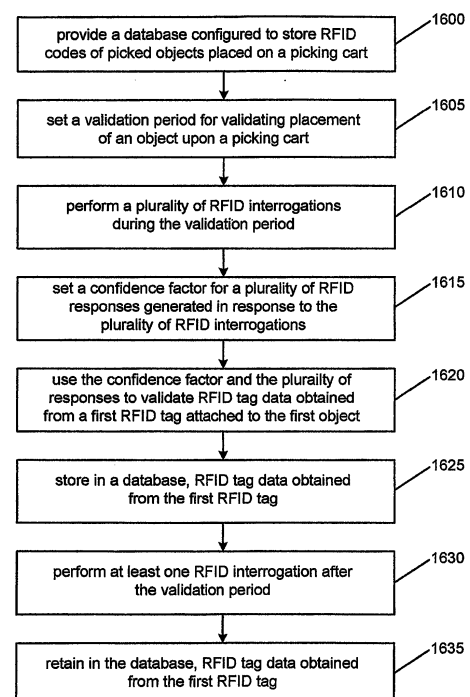 1600
provide a database configured to store RFID
codes of picked objects placed on a picking cart
1605
set a validation period for validating placement
of an object upon a picking cart
1610
perform a plurality of RFID interrogations
during the validation period
1615
set a confidence factor for a plurality of RFID
responses generated in response to the
plurality of RFID interrogations
1620
use the confidence factor and the plurailty of
responses to validate RFID tag data obtained
from a first RFID tag attached to the first object
1625
store in a database, RFID tag data obtained
from the first RFID tag
1630
perform at least one RFID interrogation after
the validation period
1635
retain in the database, RFID tag data obtained
from the first RFID tag